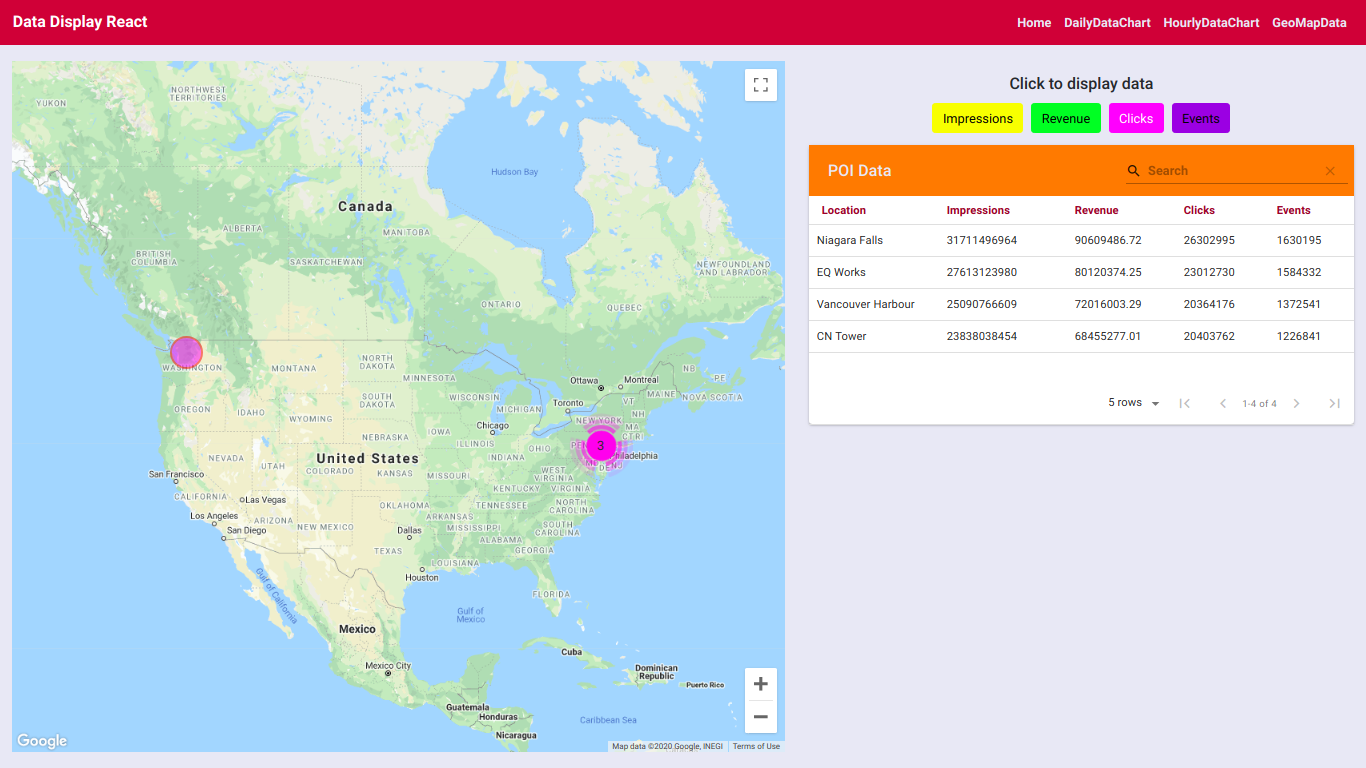 Data Display React
Home DailyDataChart HourlyDataChart GeoMapData
Click to display data
Impressions Revenue Clicks Events
POI Data
Search
Location Impressions Revenue Clicks Events
Niagara Falls 31711496964 90609486.72 26302995 1630195
EQ Works 27613123980 80120374.25 23012730 1584332
Vancouver Harbour 25090766609 72016003.29 20364176 1372541
CN Tower 23838038454 68455277.01 20403762 1226841
5 rows 1-4 of 4
YUKON
NORTHWEST
TERRITORIES
Hudson Bay
Canada
ALBERTA
MANITOBA
BRITISH
COLUMBIA
SASKATCHEWAN
NEWFOUNDLAND
AND LABRADOR
ONTARIO
QUEBEC
WASHINGTON
MONTANA
NORTH
DAKOTA
MINNESOTA
Ottawa
Montreal
NB
PE
MAINE
NOVA SCOTIA
SOUTH
DAKOTA
WISCONSIN
MICHIGAN
Toronto
VT
NH
OREGON
IDAHO
WYOMING
Chicago
NEW YORK
MA
CT RI
NEBRASKA
IOWA
ILLINOIS
INDIANA
OHIO
3
NEVADA
UTAH
COLORADO
United States
KANSAS
MISSOURI
WEST
VIRGINIA
KENTUCKY
VIRGINIA
DE
NJ
San Francisco
CALIFORNIA
Las Vegas
Los Angeles
San Diego
ARIZONA
NEW MEXICO
OKLAHOMA
ARKANSAS
TENNESSEE
NORTH
CAROLINA
SOUTH
CAROLINA
MISSISSIPPI
ALABAMA
GEORGIA
Dallas
TEXAS
LOUISIANA
Houston
FLORIDA
Gulf of California
Gulf of
Mexico
Mexico
Mexico City
Cuba
Dominican
Republic
Puerto Rico
Guatemala
Honduras
Nicaragua
Caribbean Sea
Google
Map data ©2020 Google, INEGI Terms of Use